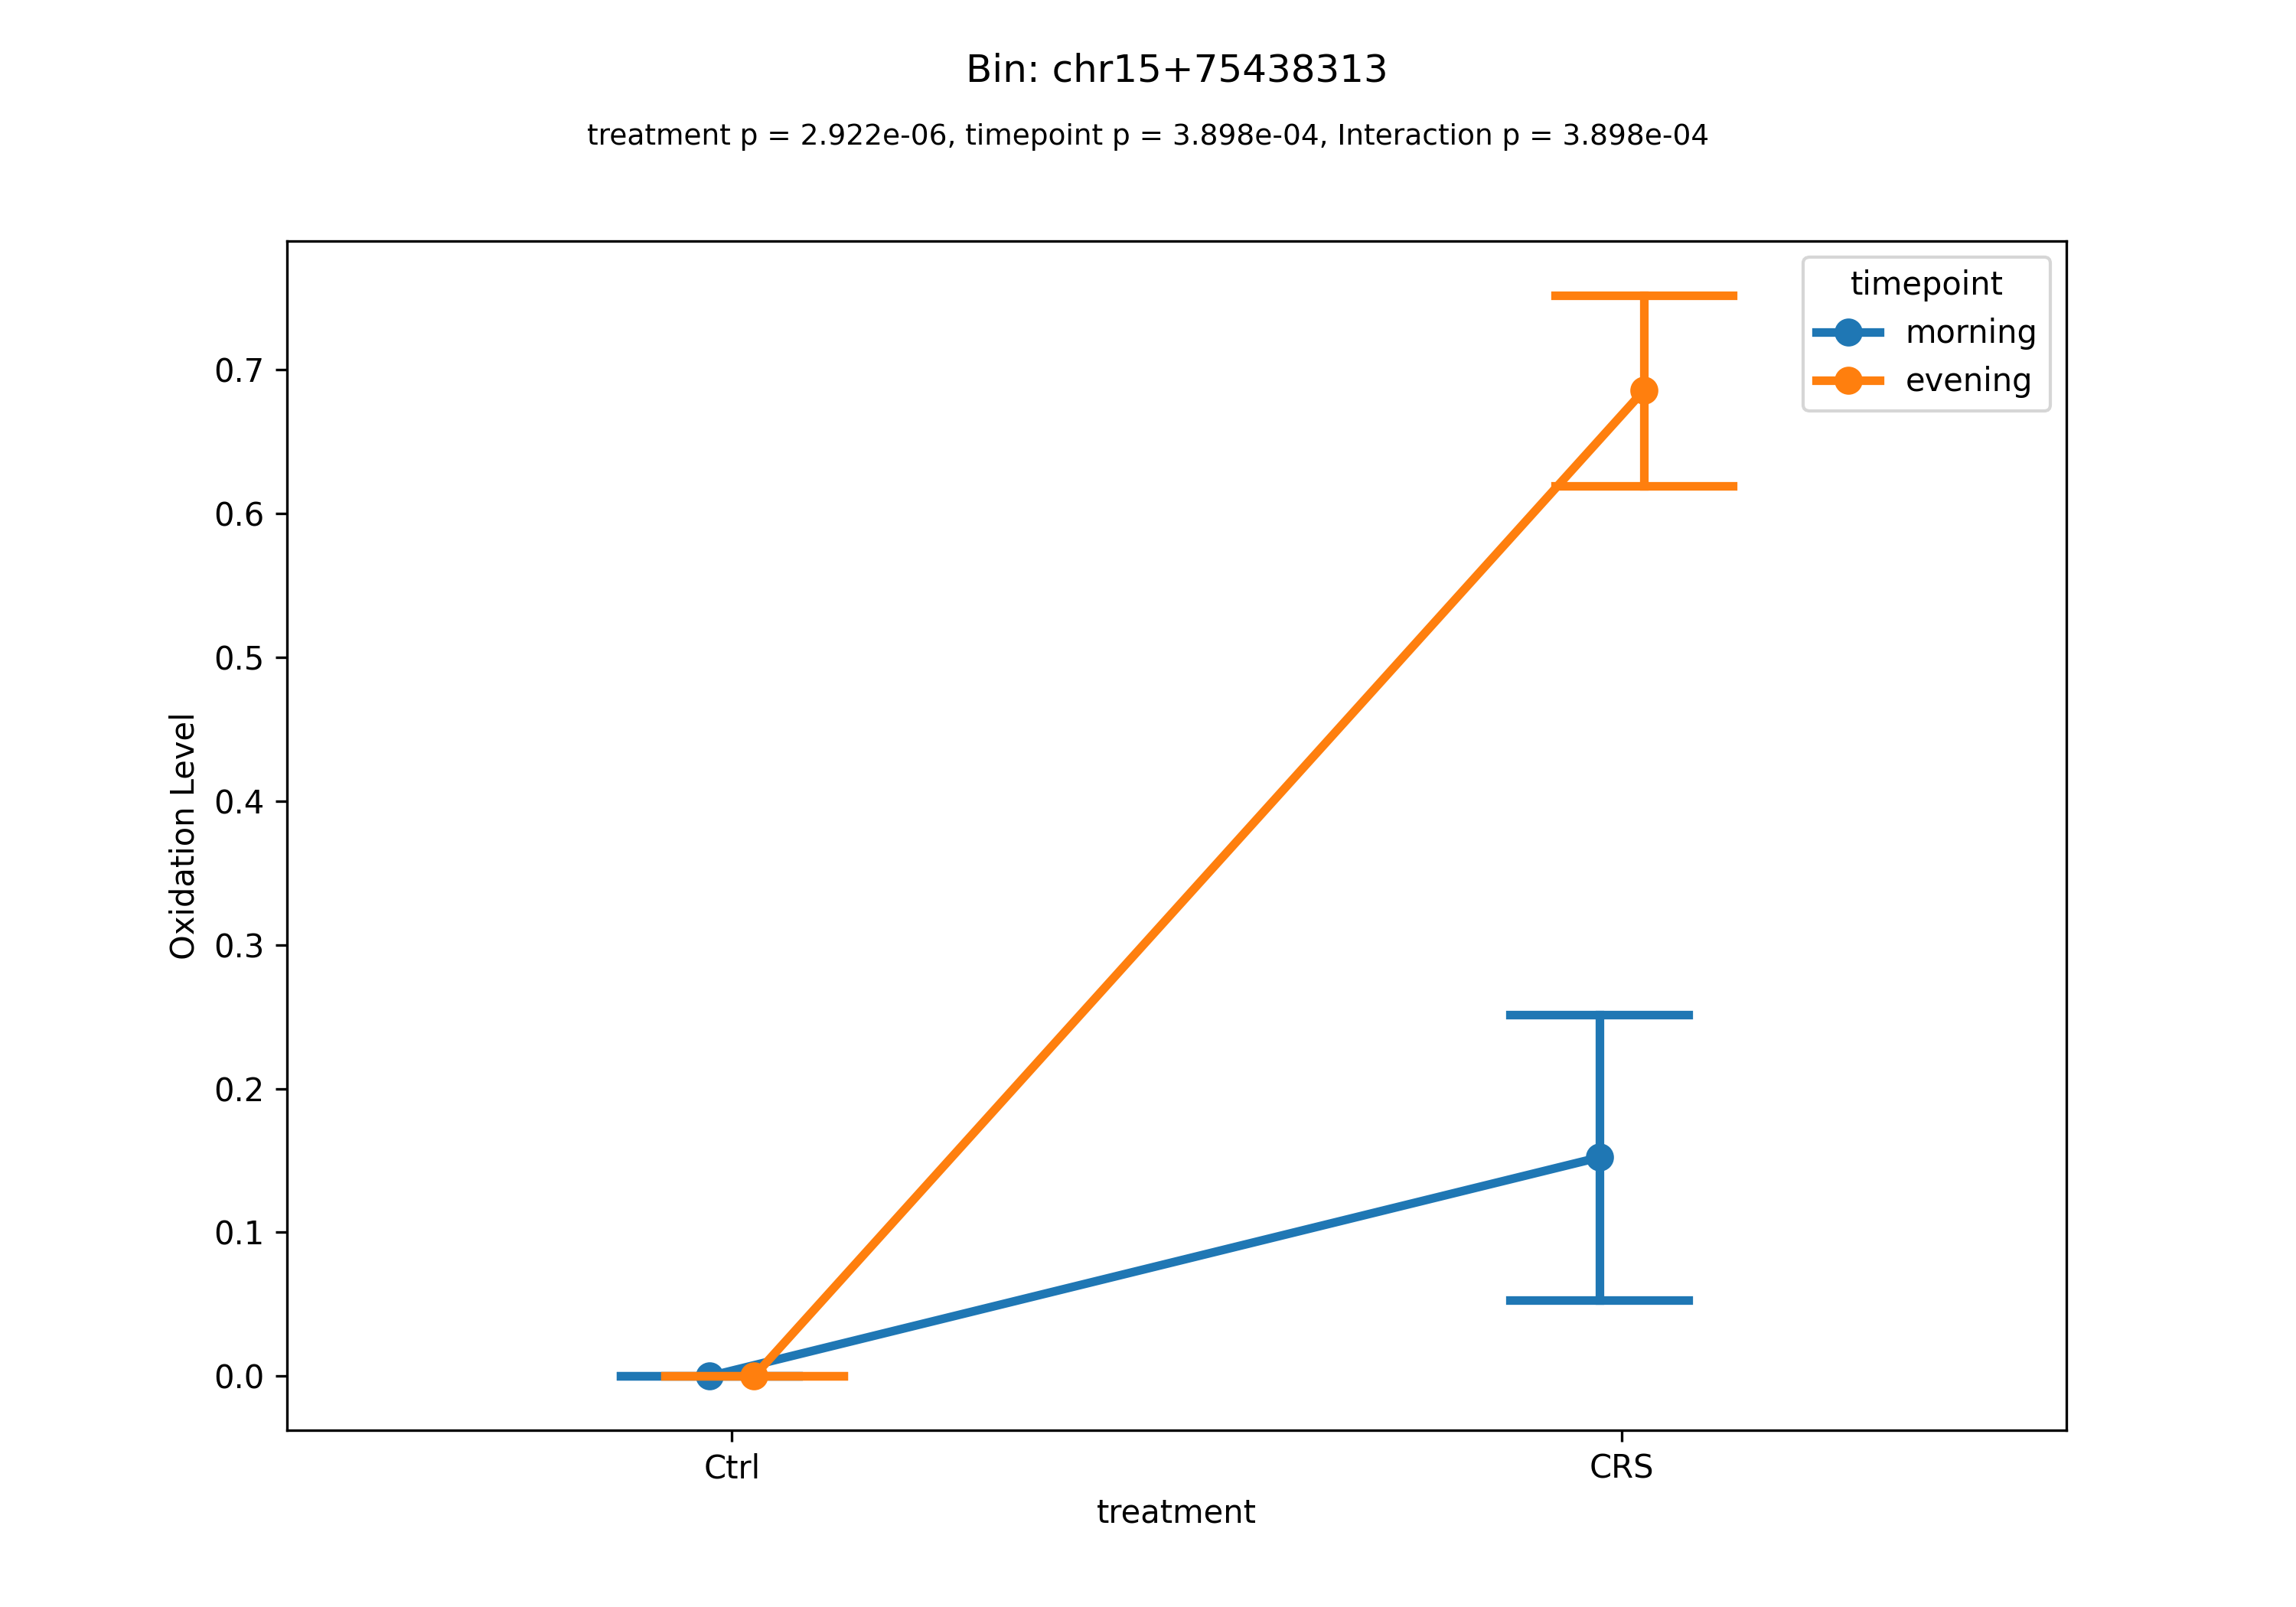 Bin: chr15+75438313
treatment p = 2.922e-06, timepoint p = 3.898e-04, Interaction p = 3.898e-04
timepoint
morning
evening
0.7
0.6
0.5
0.4
0.3
0.2
0.1
0.0
Oxidation Level
Ctrl
CRS
treatment